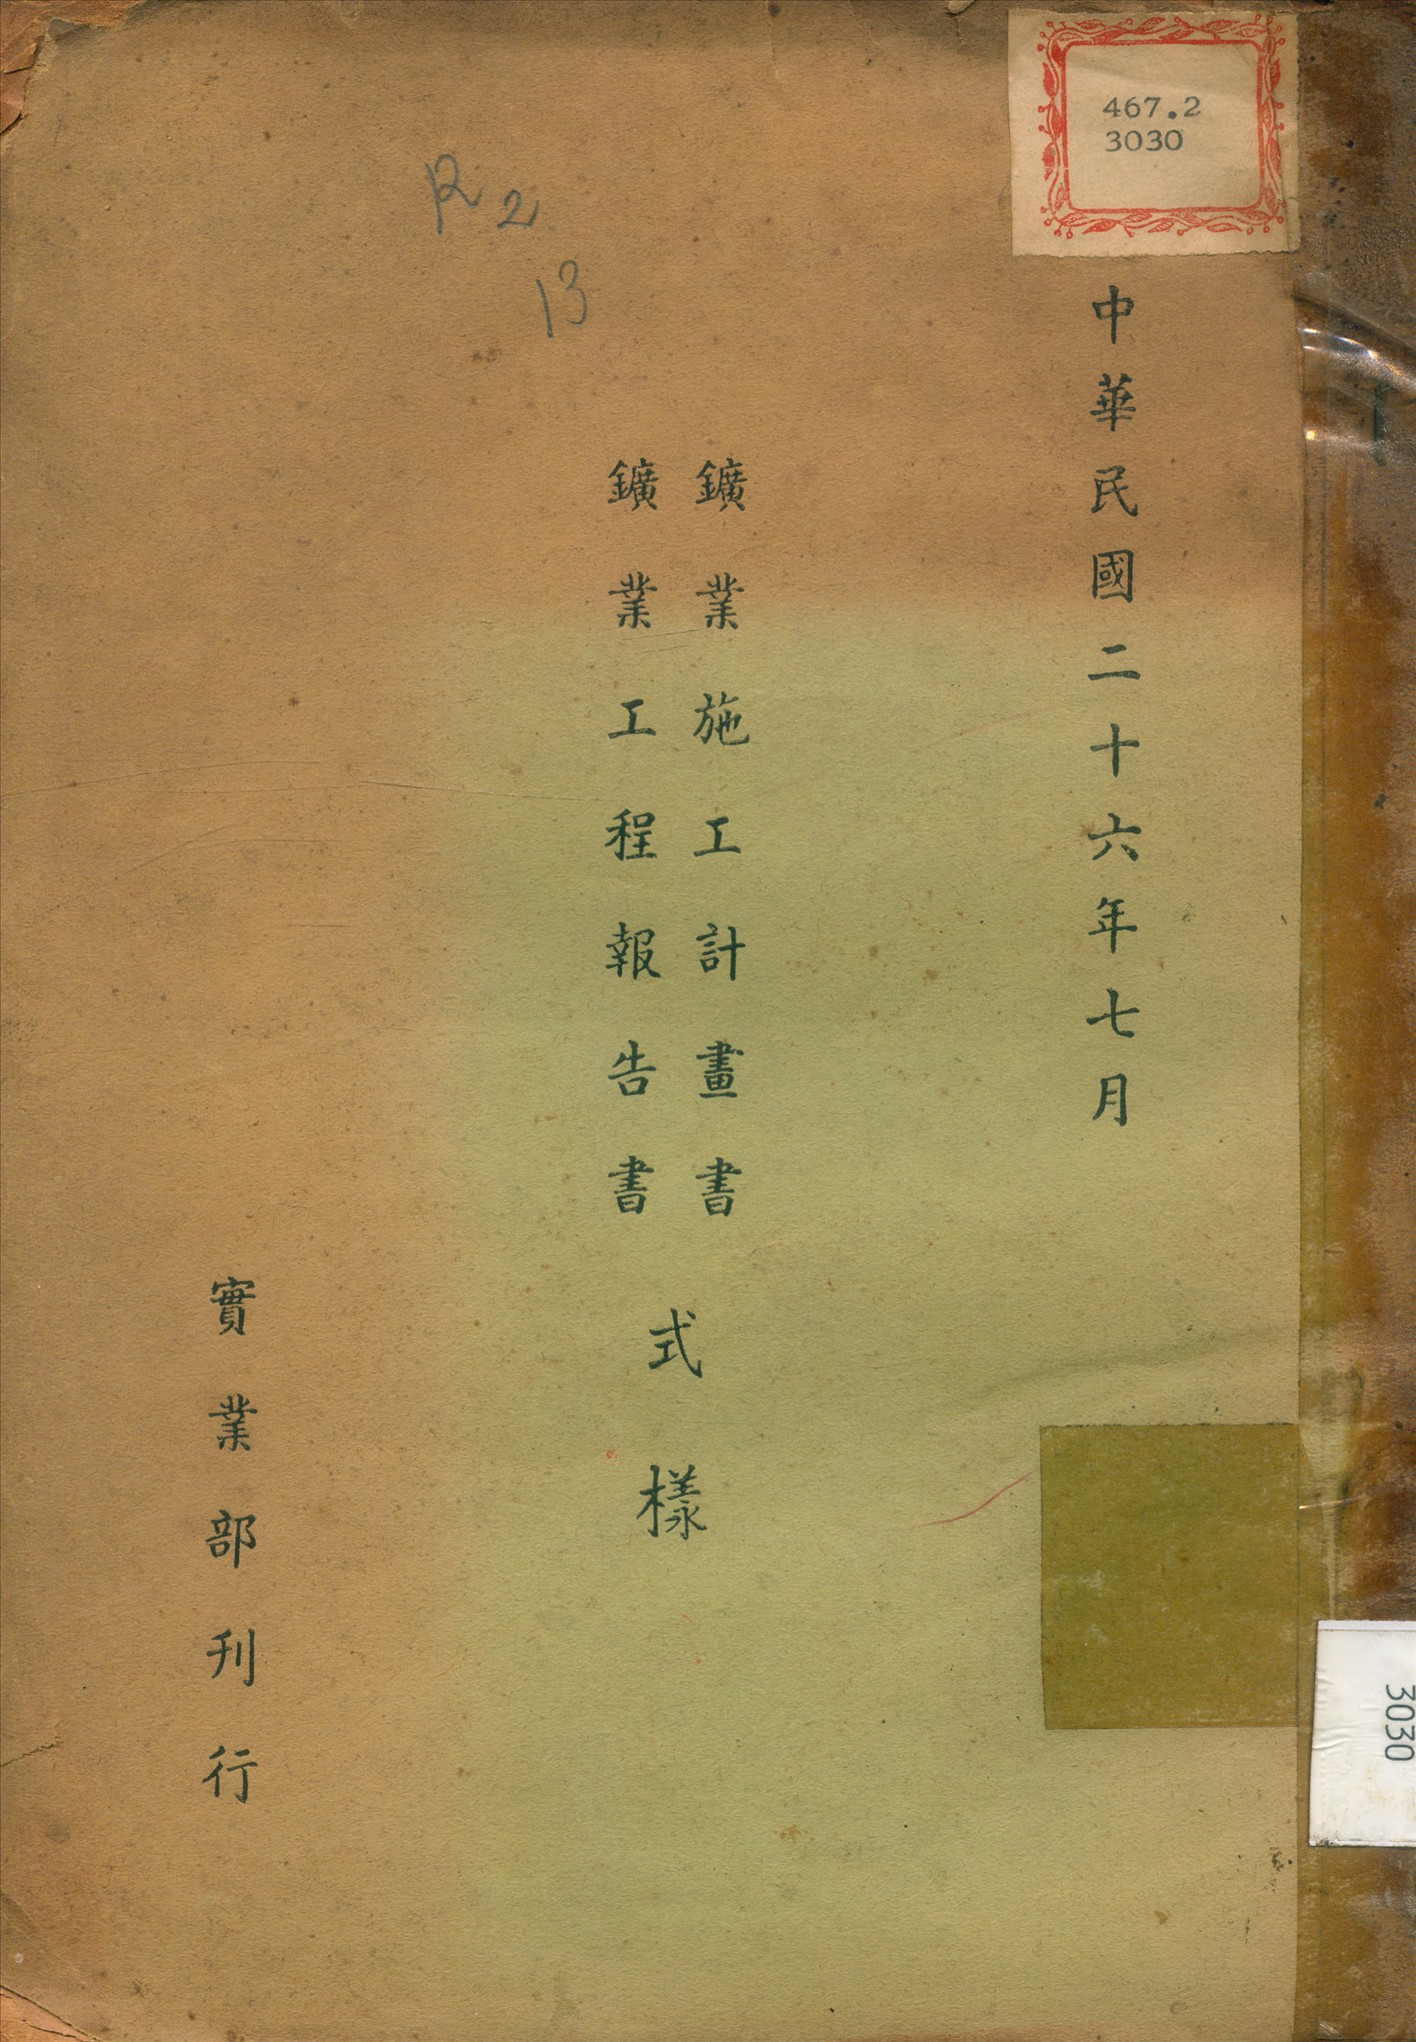 467.2
3030
R2
13
中華民國二十六年七月
鑛業施工計畫書
鑛業工程報告書
式樣
實業部刊行
3030